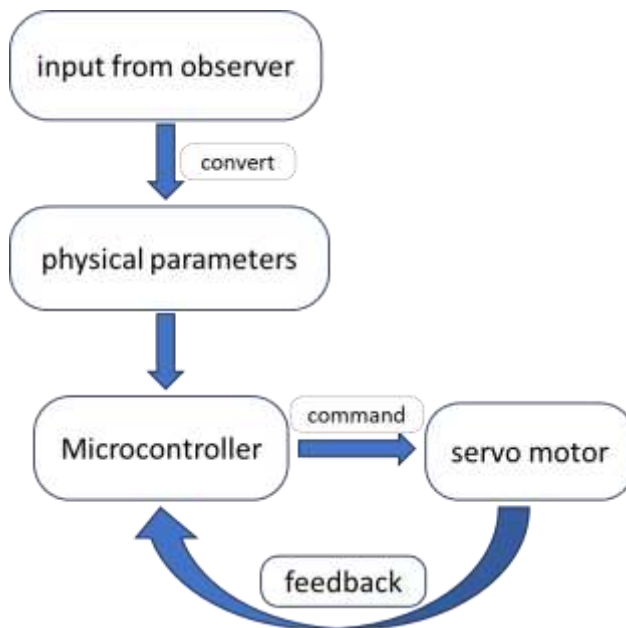 input from observer
convert
physical parameters
command
Microcontroller
servo motor
feedback